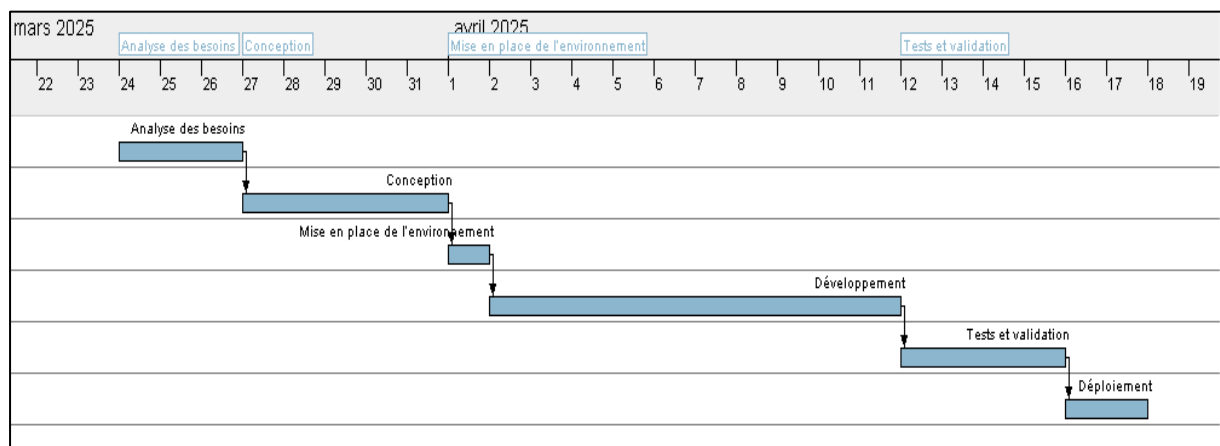 mars 2025 avril 2025
Analyse des besoins Conception Mise en place de l'environnement Tests et validation
22 23 24 25 26 27 28 29 30 31 1 2 3 4 5 6 7 8 9 10 11 12 13 14 15 16 17 18 19
Analyse des besoins
Conception
Mise en place de l'environnement
Développement
Tests et validation
Déploiement